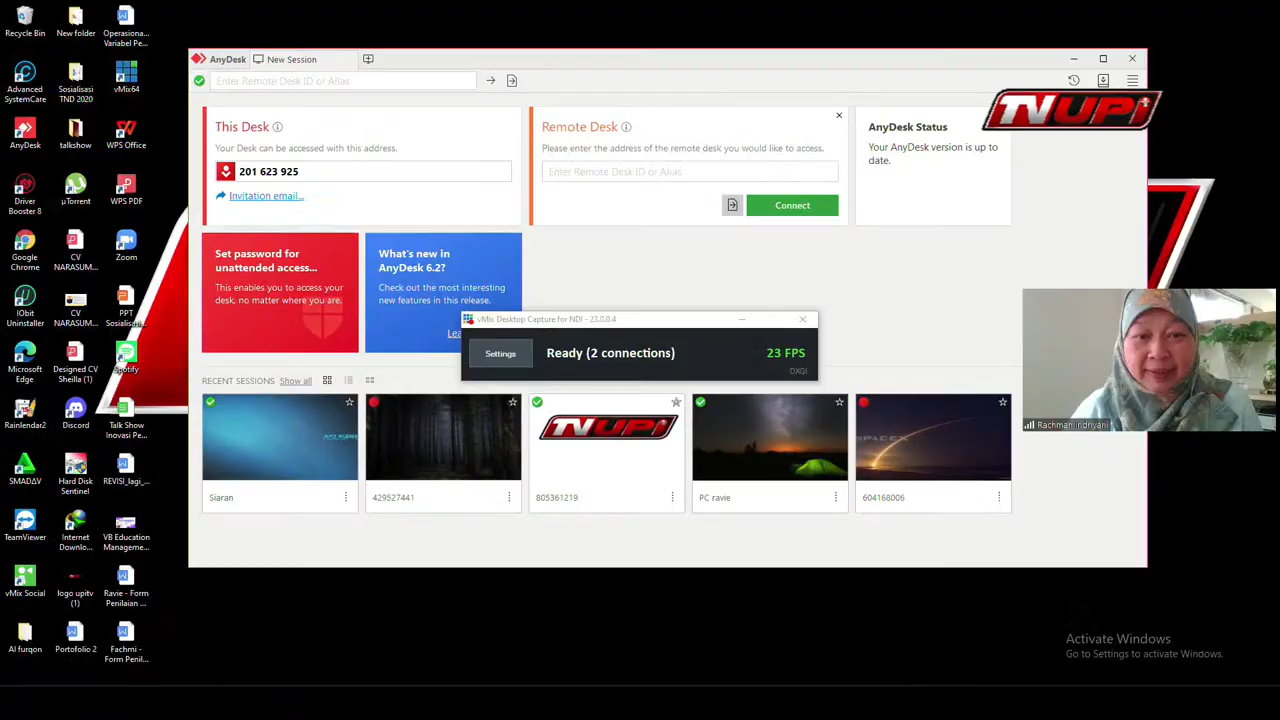 Recycle Bin
New folder
Operasional
Variabel Pe...
Advanced
SystemCare
Sosialisasi
TND 2020
vMix64
AnyDesk
talkshow
WPS Office
Driver
Booster 8
µTorrent
WPS PDF
Google
Chrome
CV
NARASUM...
Zoom
IObit
Uninstaller
CV
NARASUM...
PPT
Sosialisas...
Microsoft
Edge
Designed CV
Sheilla (1)
Spotify
Rainlendar2
Discord
Talk Show
Inovasi Pe...
SMADAV
Hard Disk
Sentinel
REVISI_lagi_...
TeamViewer
Internet
Downlo...
VB Education
Manageme...
vMix Social
logo upitv
(1)
Ravie - Form
Penilaian ...
Al furqon
Portofolio 2
Fachmi -
Form Penil...
AnyDesk
New Session
Enter Remote Desk ID or Alias
This Desk
Your Desk can be accessed with this address.
201 623 925
Invitation email...
Remote Desk
Please enter the address of the remote desk you would like to access.
Enter Remote Desk ID or Alias
Connect
AnyDesk Status
Your AnyDesk version is up to
date.
TVUPI
Set password for
unattended access...
This enables you to access your
desk, no matter where you are.
What's new in
AnyDesk 6.2?
Check out the most interesting
new features in this release.
vMix Desktop Capture for NDI - 23.0.0.4
Settings
Ready (2 connections)
23 FPS
DXGI
RECENT SESSIONS
Show all
TVUPI
SPACEX
Siaran
429527441
805361219
PC ravie
604168006
Rachman Indriyani
Activate Windows
Go to Settings to activate Windows.